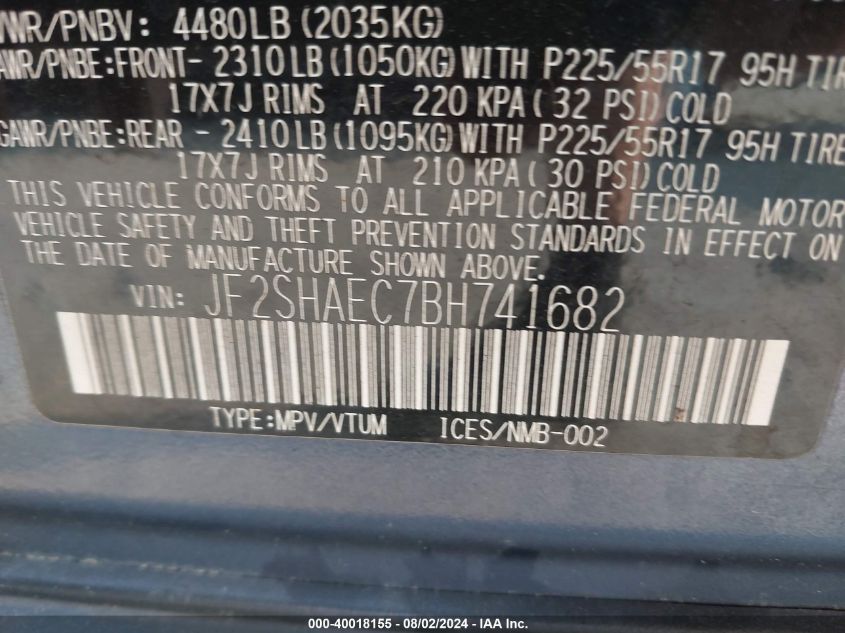 VWR/PNBV: 4480LB (2035KG)
AWR/PNBE:FRONT- 2310LB (1050KG) WITH P225/55R17 95H TIRE
17X7J RIMS AT 220 KPA (32 PSI) COLD
GAWR/PNBE:REAR - 2410LB (1095KG) WITH P225/55R17 95H TIRE
17X7J RIMS AT 210 KPA (30 PSI) COLD
THIS VEHICLE CONFORMS TO ALL APPLICABLE FEDERAL MOTOR
VEHICLE SAFETY AND THEFT PREVENTION STANDARDS IN EFFECT ON
THE DATE OF MANUFACTURE SHOWN ABOVE.
VIN: JF2SHAEC7BH741682
TYPE:MPV/VTUM ICES/NMB-002
000-40018155 - 08/02/2024 - IAA Inc.